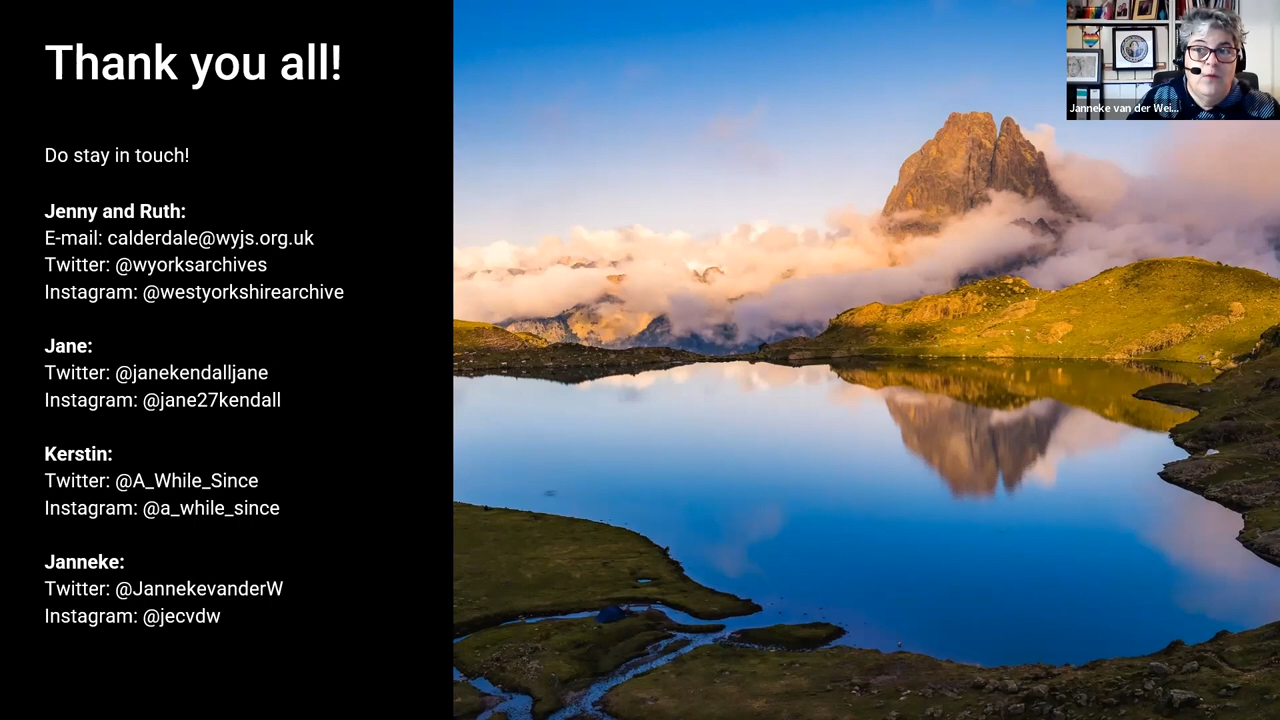 Thank you all!
Do stay in touch!
Jenny and Ruth:
E-mail: calderdale@wyjs.org.uk
Twitter: @wyorksarchives
Instagram: @westyorkshirearchive
Jane:
Twitter: @janekendalljane
Instagram: @jane27kendall
Kerstin:
Twitter: @A_While_Since
Instagram: @a_while_since
Janneke:
Twitter: @JannekevanderW
Instagram: @jecvdw
Janneke van der Wei...